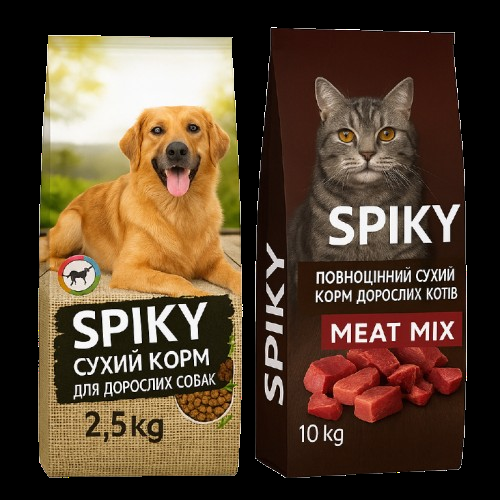 SPIKY
СУХИЙ КОРМ
ДЛЯ ДОРОСЛИХ СОБАК
2,5kg
SPIKY
SPIKY
ПОВНОЦІННИЙ СУХИЙ
КОРМ ДОРОСЛИХ КОТІВ
MEAT MIX
10 kg